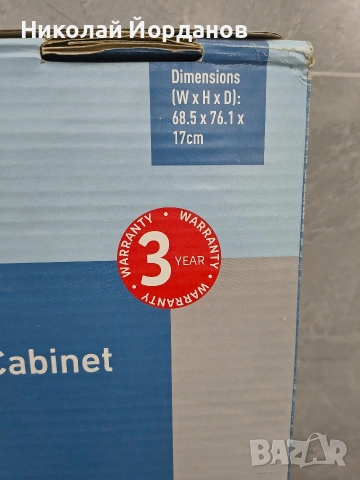 Николай Йорданов
Dimensions
(W x H x D):
68.5 x 76.1 x
17cm
WARRANTY • WARRANTY • WARRANTY • WARRANTY •
3 YEAR
Cabinet
BAZAR